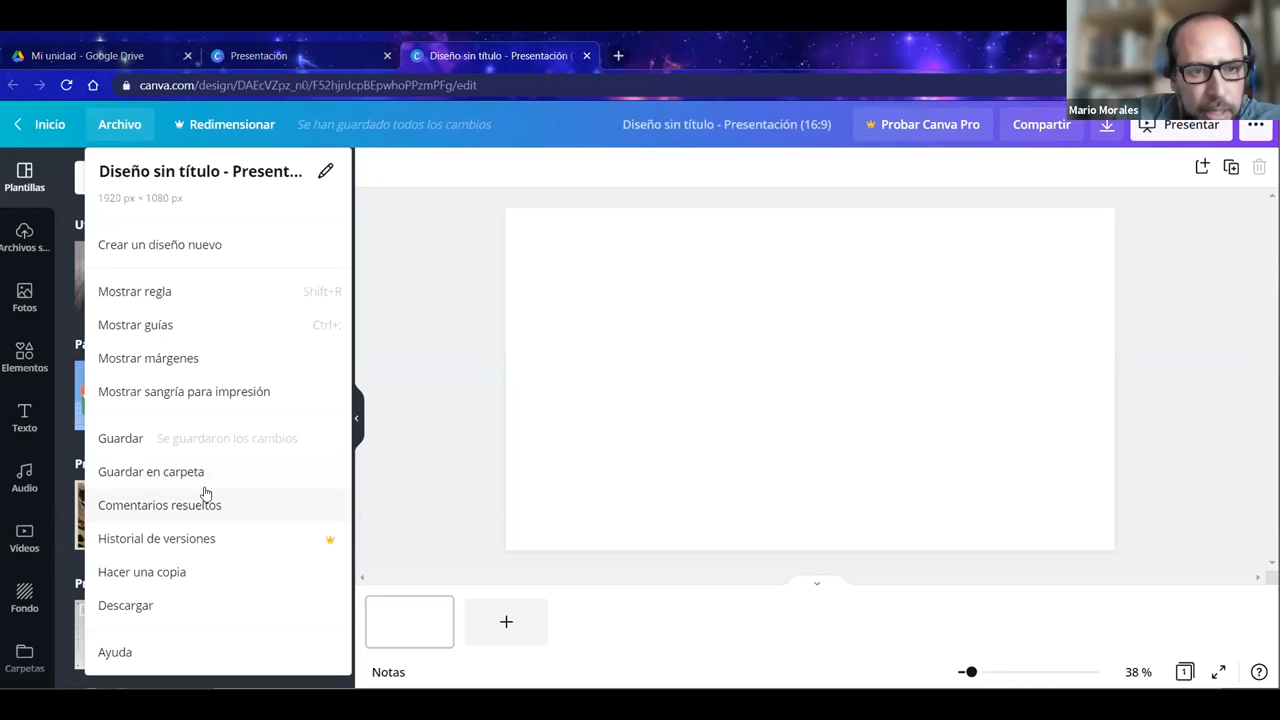 Mi unidad - Google Drive
Presentación
Diseño sin título - Presentación (
canva.com/design/DAEcVZpz_n0/F52hjnJcpBEpwhoPPzmPFg/edit
Mario Morales
Inicio
Archivo
Redimensionar
Se han guardado todos los cambios
Diseño sin título - Presentación (16:9)
Probar Canva Pro
Compartir
Presentar
Plantillas
Archivos s...
Fotos
Elementos
Texto
Audio
Vídeos
Fondo
Carpetas
Diseño sin título - Present...
1920 px × 1080 px
Crear un diseño nuevo
Mostrar regla Shift+R
Mostrar guías Ctrl+;
Mostrar márgenes
Mostrar sangría para impresión
Guardar Se guardaron los cambios
Guardar en carpeta
Comentarios resueltos
Historial de versiones
Hacer una copia
Descargar
Ayuda
Notas
38 %
1